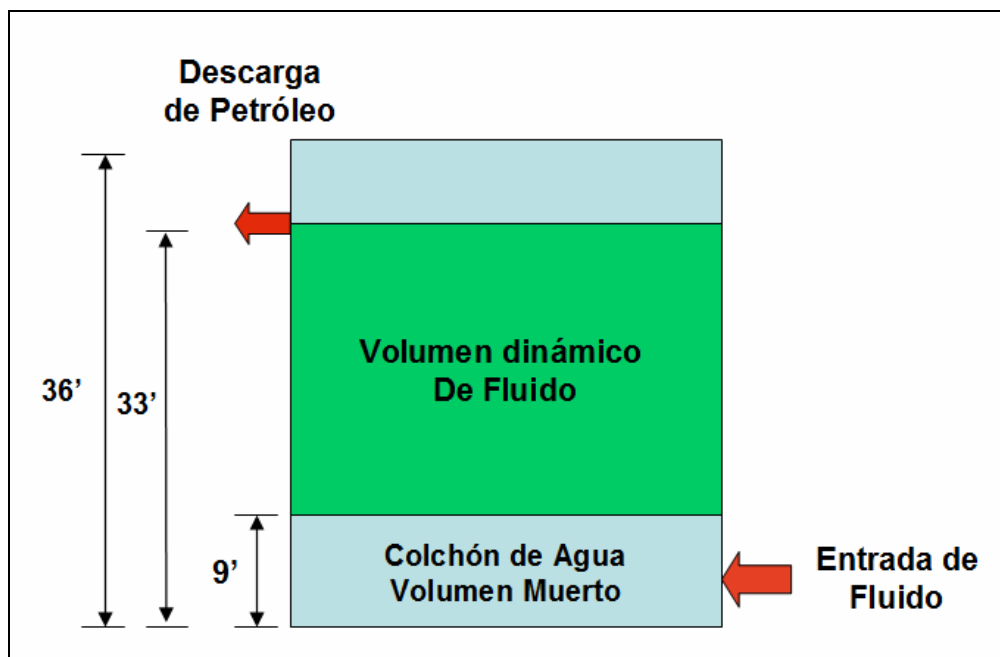 Descarga
de Petróleo
Volumen dinámico
De Fluido
36’
33’
9’
Colchón de Agua
Volumen Muerto
Entrada de
Fluido